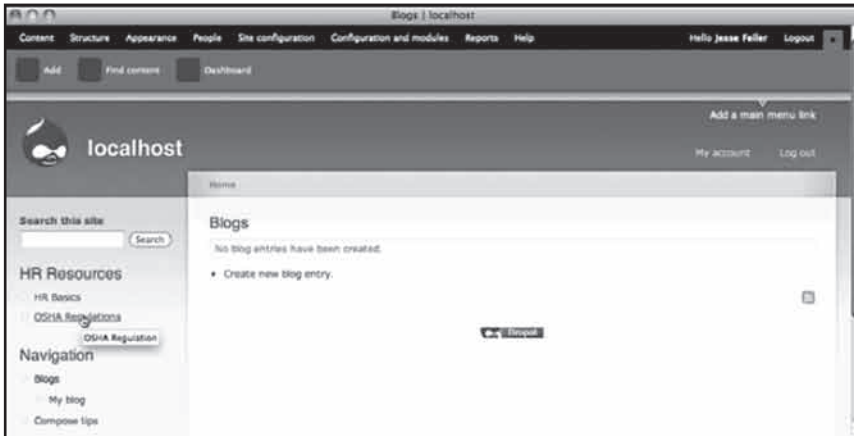 Blogs | localhost
Content Structure Appearance People Site configuration Configuration and modules Reports Help Hello Jesse Feiler Logout
Add Find content Dashboard
Add a main menu link
localhost
My account Log out
Home
Search this site
Search
Blogs
No blog entries have been created.
Create new blog entry.
HR Resources
HR Basics
OSHA Regulations
OSHA Regulation
Drupal
Navigation
Blogs
My blog
Compose tips